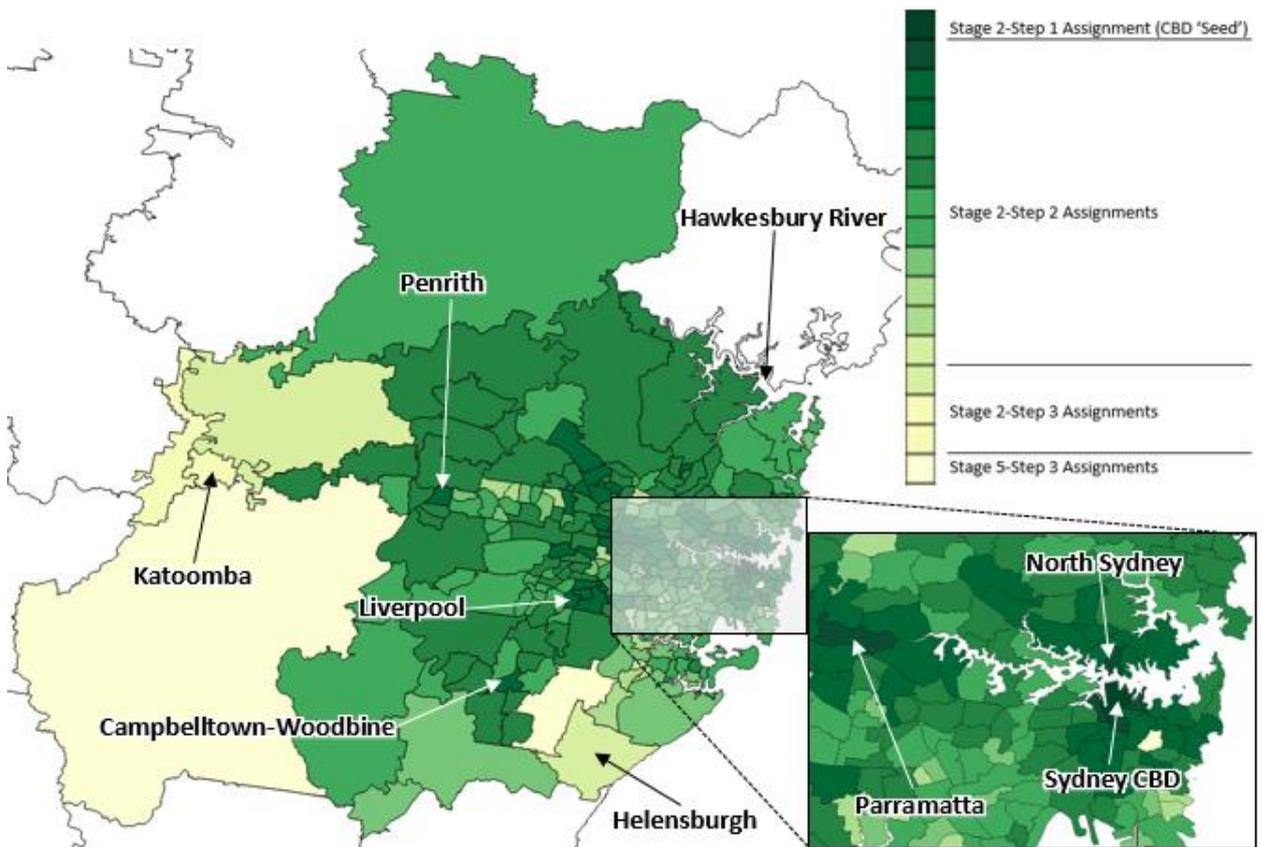 Stage 2-Step 1 Assignment (CBD 'Seed')
Stage 2-Step 2 Assignments
Hawkesbury River
Penrith
Stage 2-Step 3 Assignments
Stage 5-Step 3 Assignments
Katoomba
North Sydney
Liverpool
Campbelltown-Woodbine
Sydney CBD
Parramatta
Helensburgh